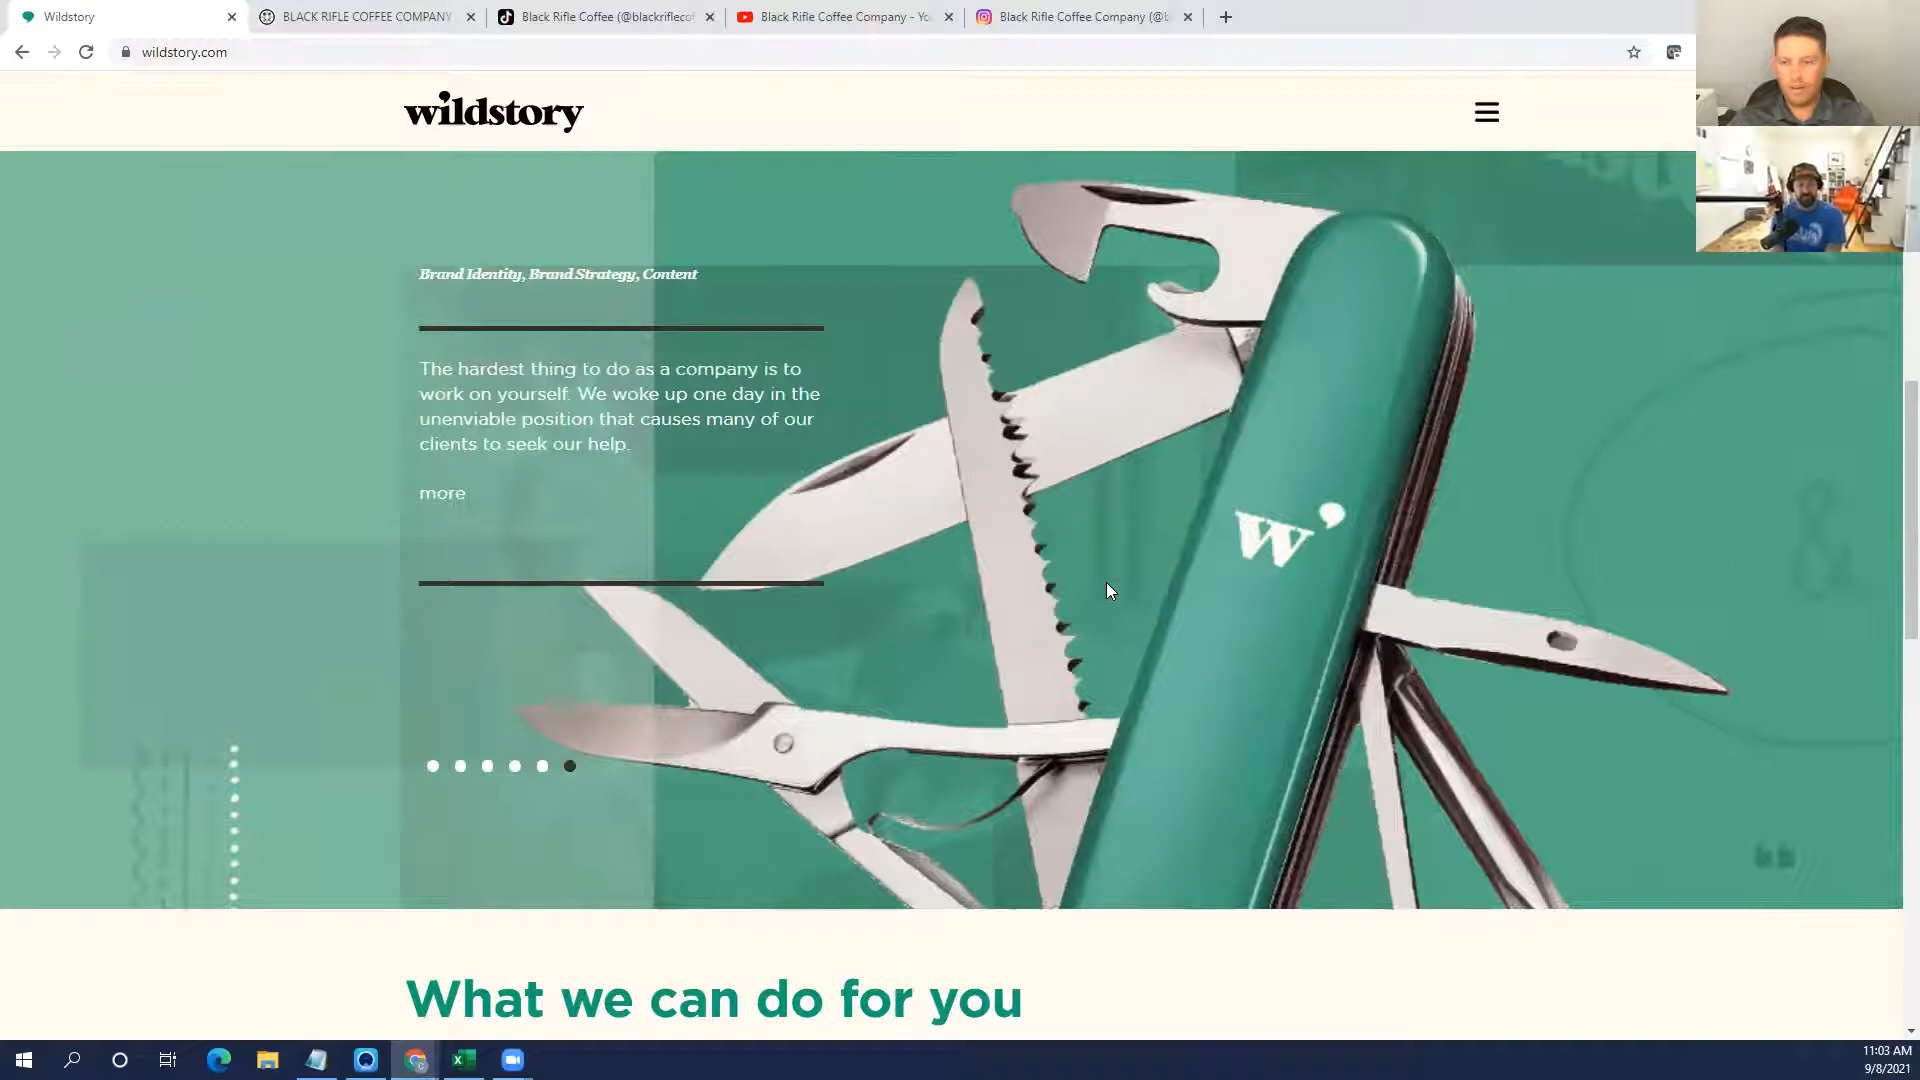 Wildstory
BLACK RIFLE COFFEE COMPANY
Black Rifle Coffee (@blackrifleco
Black Rifle Coffee Company - Yo
Black Rifle Coffee Company (@b
wildstory.com
wildstory
Brand Identity, Brand Strategy, Content
The hardest thing to do as a company is to
work on yourself. We woke up one day in the
unenviable position that causes many of our
clients to seek our help.
more
w’
&
What we can do for you
11:03 AM
9/8/2021